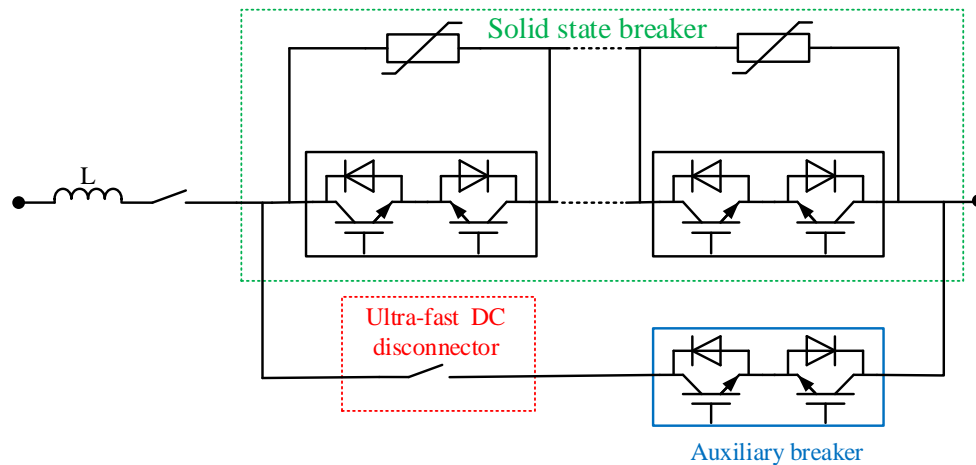 Solid state breaker
L
Ultra-fast DC
disconnector
Auxiliary breaker